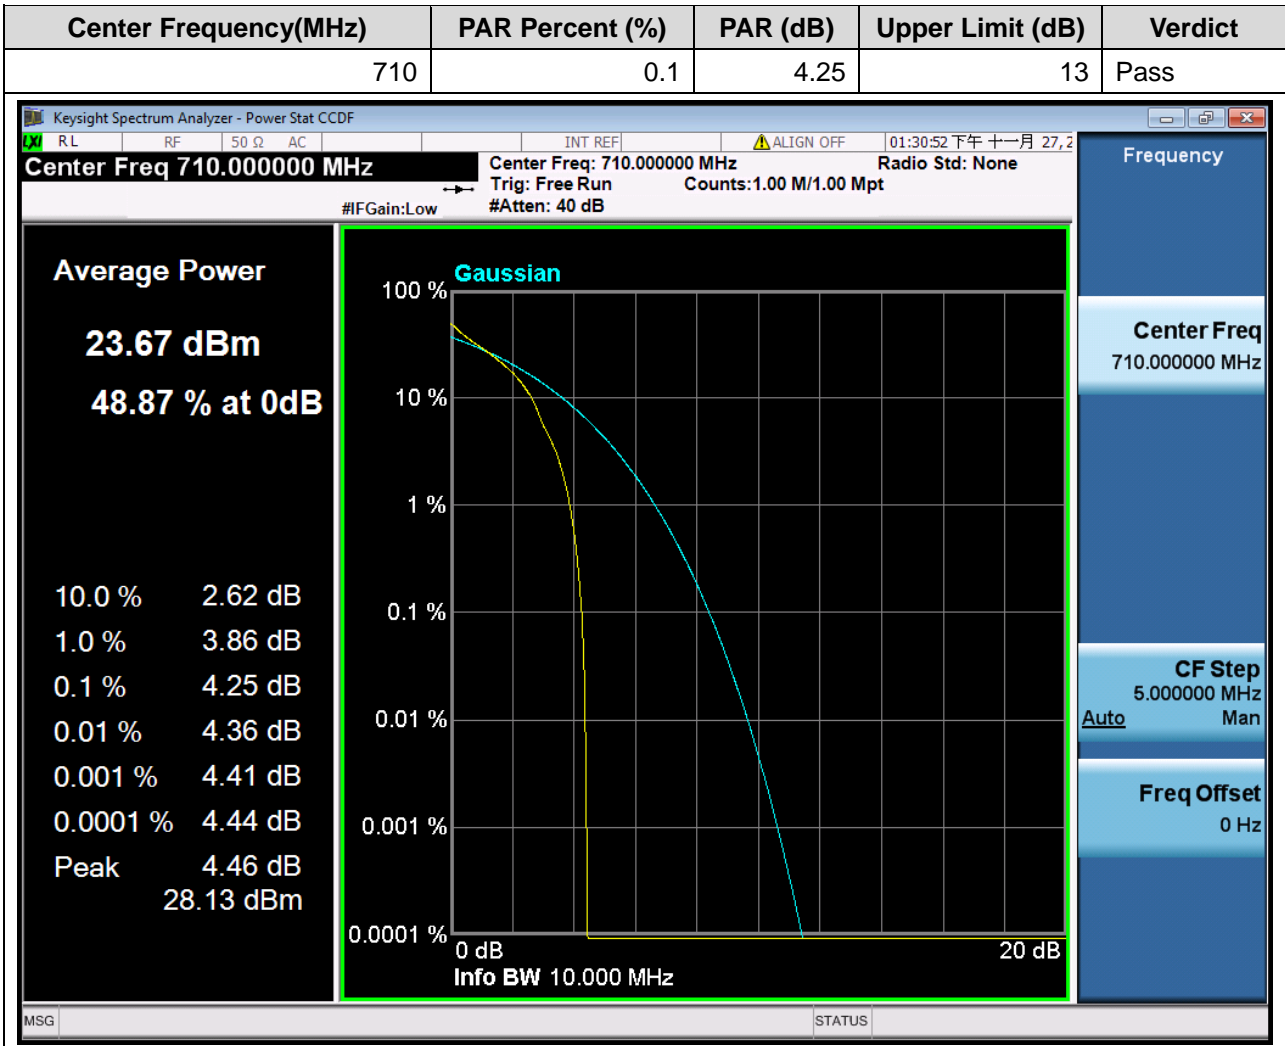 Center Frequency(MHz) PAR Percent (%) PAR (dB) Upper Limit (dB) Verdict
710 0.1 4.25 13 Pass
Keysight Spectrum Analyzer - Power Stat CCDF
LXI RL RF 50 Ω AC INT REF ALIGN OFF 01:30:52 下午 十一月 27, 2
Center Freq 710.000000 MHz
Center Freq: 710.000000 MHz Radio Std: None
Trig: Free Run Counts:1.00 M/1.00 Mpt
#IFGain:Low #Atten: 40 dB
Frequency
Average Power
23.67 dBm
48.87 % at 0dB
10.0 % 2.62 dB
1.0 % 3.86 dB
0.1 % 4.25 dB
0.01 % 4.36 dB
0.001 % 4.41 dB
0.0001 % 4.44 dB
Peak 4.46 dB
28.13 dBm
Gaussian
100 %
10 %
1 %
0.1 %
0.01 %
0.001 %
0.0001 %
0 dB 20 dB
Info BW 10.000 MHz
Center Freq
710.000000 MHz
CF Step
5.000000 MHz
Auto Man
Freq Offset
0 Hz
MSG STATUS